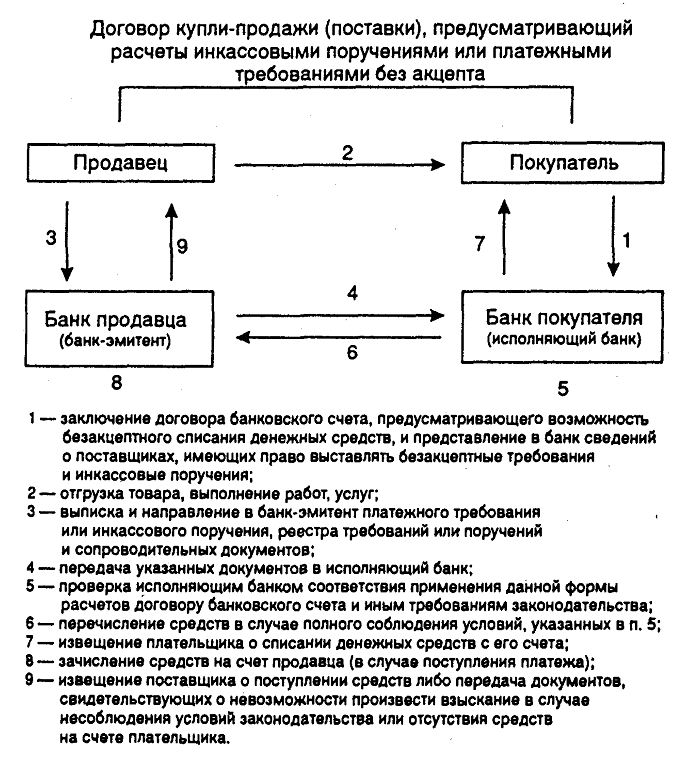 Договор купли-продажи (поставки), предусматривающий
расчеты инкассовыми поручениями или платежными
требованиями без акцепта
Продавец
2
Покупатель
3
9
7
1
Банк продавца
(банк-эмитент)
4
6
Банк покупателя
(исполняющий банк)
8
5
1 — заключение договора банковского счета, предусматривающего возможность
безакцептного списания денежных средств, и представление в банк сведений
о поставщиках, имеющих право выставлять безакцептные требования
и инкассовые поручения;
2 — отгрузка товара, выполнение работ, услуг;
3 — выписка и направление в банк-эмитент платежного требования
или инкассового поручения, реестра требований или поручений
и сопроводительных документов;
4 — передача указанных документов в исполняющий банк;
5 — проверка исполняющим банком соответствия применения данной формы
расчетов договору банковского счета и иным требованиям законодательства;
6 — перечисление средств в случае полного соблюдения условий, указанных в п. 5;
7 — извещение плательщика о списании денежных средств с его счета;
8 — зачисление средств на счет продавца (в случае поступления платежа);
9 — извещение поставщика о поступлении средств либо передача документов,
свидетельствующих о невозможности произвести взыскание в случае
несоблюдения условий законодательства или отсутствия средств
на счете плательщика.